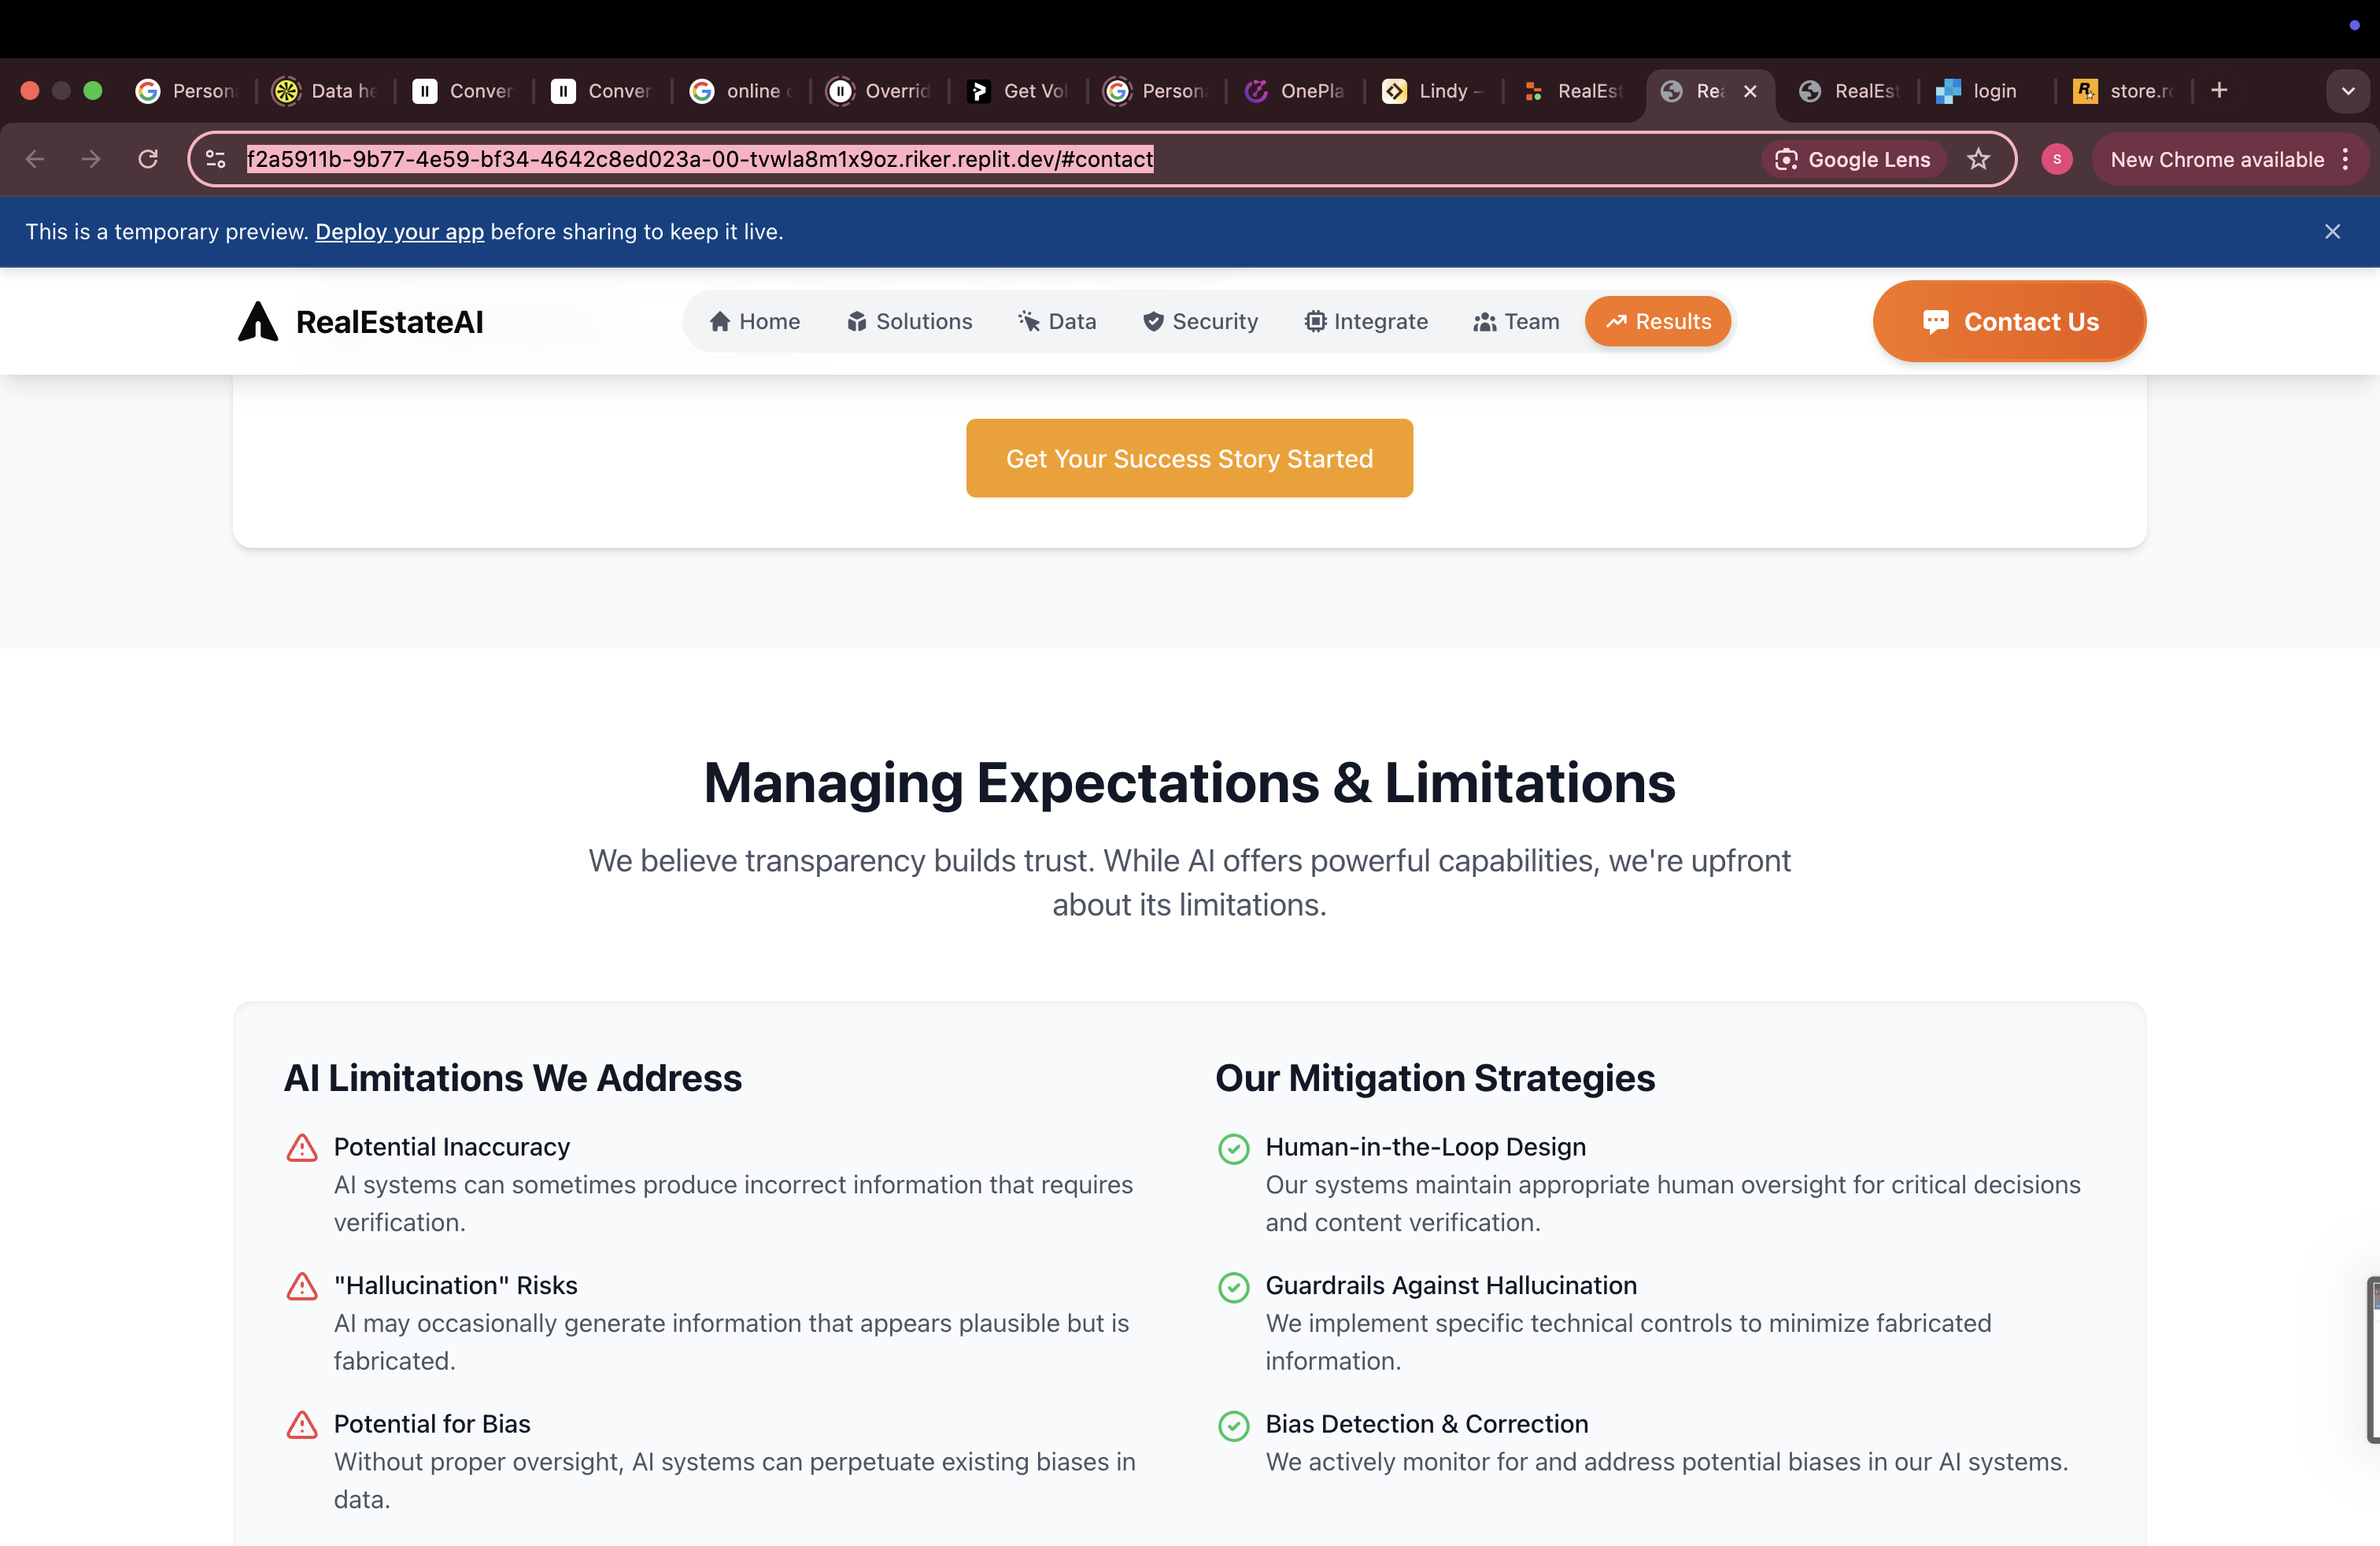 Person
Data he
Conver
Conver
online
Overrid
Get Vol
Person
OnePla
Lindy –
RealEst
Rea
RealEst
login
store.ro
f2a5911b-9b77-4e59-bf34-4642c8ed023a-00-tvwla8m1x9oz.riker.replit.dev/#contact
Google Lens
S
New Chrome available
This is a temporary preview. Deploy your app before sharing to keep it live.
RealEstateAI
Home
Solutions
Data
Security
Integrate
Team
Results
Contact Us
Get Your Success Story Started
Managing Expectations & Limitations
We believe transparency builds trust. While AI offers powerful capabilities, we're upfront
about its limitations.
AI Limitations We Address
Potential Inaccuracy
AI systems can sometimes produce incorrect information that requires
verification.
"Hallucination" Risks
AI may occasionally generate information that appears plausible but is
fabricated.
Potential for Bias
Without proper oversight, AI systems can perpetuate existing biases in
data.
Our Mitigation Strategies
Human-in-the-Loop Design
Our systems maintain appropriate human oversight for critical decisions
and content verification.
Guardrails Against Hallucination
We implement specific technical controls to minimize fabricated
information.
Bias Detection & Correction
We actively monitor for and address potential biases in our AI systems.